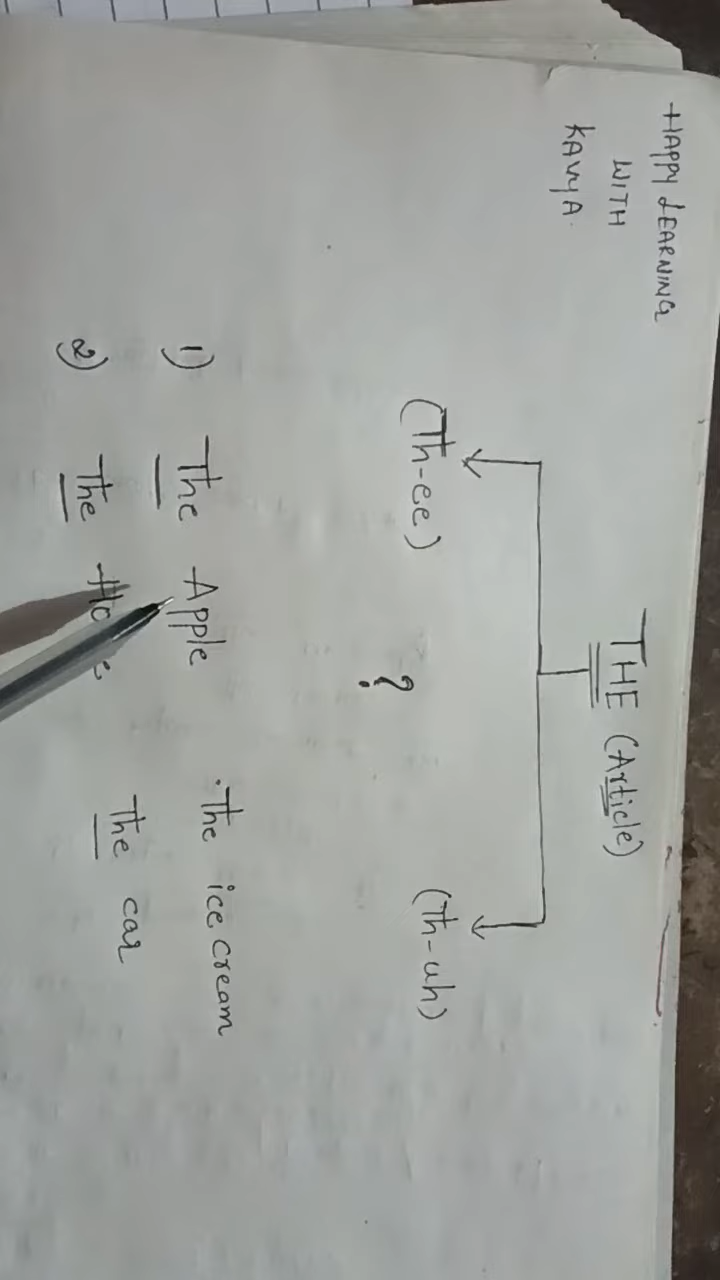 HAPPY LEARNING
WITH
KAVYA.
THE (Article)
(Th-ee) (Th-uh)
?
1) The Apple . The ice cream
2) The The car